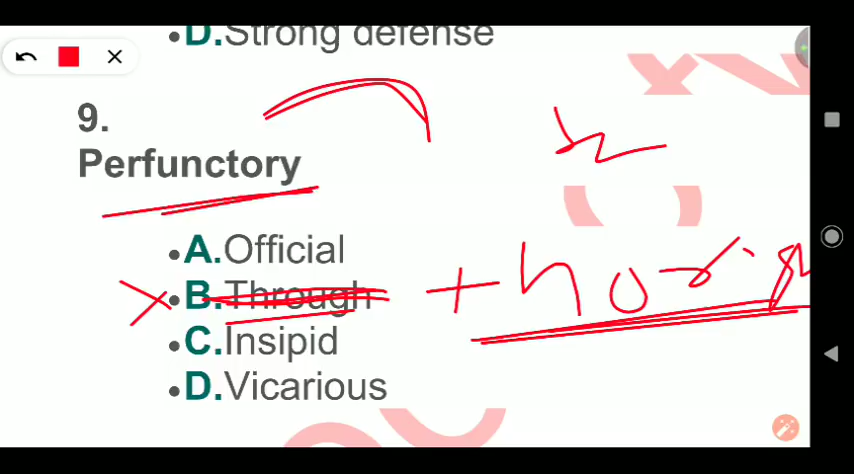 D.Strong defense
9.
Perfunctory
A.Official
B.Through
C.Insipid
D.Vicarious